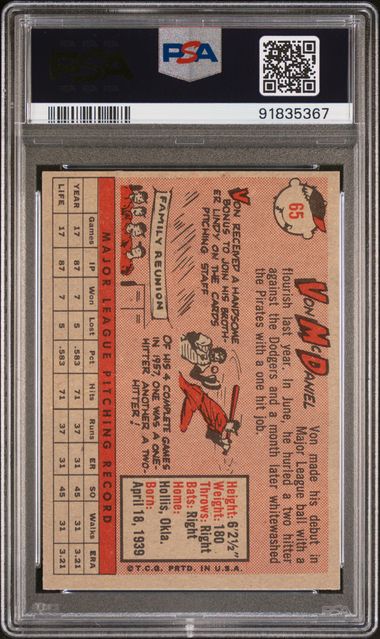 PSA
PSA
91835367
65
VON McDANIEL
Von made his debut in
Major League ball with a
flourish last year. In June, he hurled a two hitter
against the Dodgers and a month later whitewashed
the Pirates with a one hit job.
VON RECEIVED A HANDSOME
BONUS TO JOIN HIS BROTH-
ER LINDY ON THE CARDS
PITCHING STAFF
FAMILY REUNION
OF HIS 4 COMPLETE GAMES
IN 1957, ONE WAS A ONE-
HITTER ANOTHER A TWO-
HITTER!
Height: 6'2½"
Weight: 180
Throws: Right
Bats: Right
Home:
Hollis, Okla.
Born:
April 18, 1939
© T.C.G. PRTD. IN U.S.A.
MAJOR LEAGUE PITCHING RECORD
Games IP Won Lost Pct Hits Runs ER SO Walks ERA
YEAR 17 87 7 5 .583 71 37 31 45 31 3.21
LIFE 17 87 7 5 .583 71 37 31 45 31 3.21